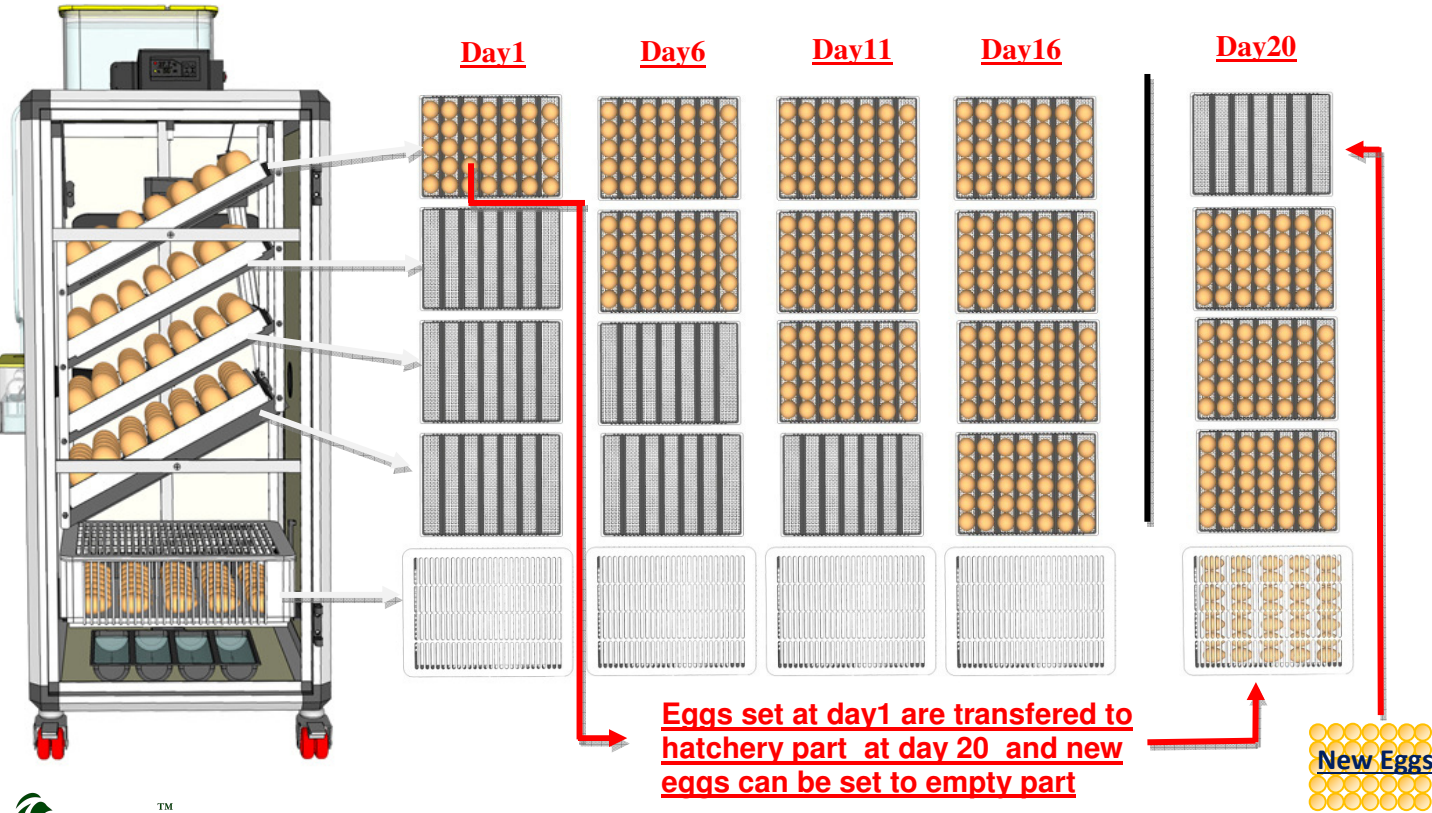 Day1
Day6
Day11
Day16
Day20
Eggs set at day1 are transfered to
hatchery part at day 20 and new
eggs can be set to empty part
New Eggs
TM